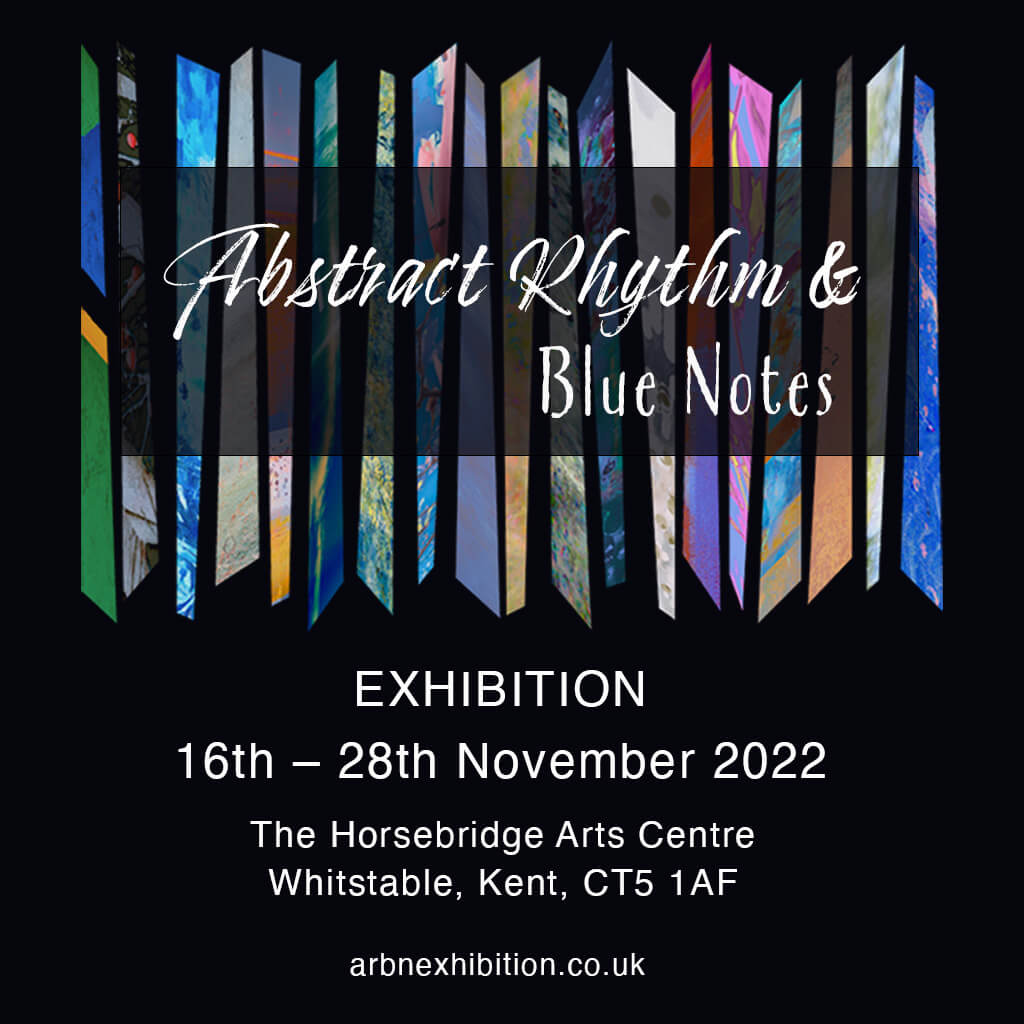 Abstract Rhythm &
Blue Notes
EXHIBITION
16th – 28th November 2022
The Horsebridge Arts Centre
Whitstable, Kent, CT5 1AF
arbnexhibition.co.uk